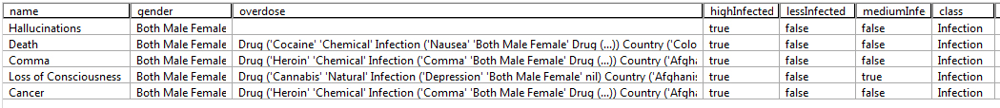 name gender overdose highInfected lessInfected mediumInfe class
Hallucinations Both Male Female true false false Infection
Death Both Male Female Drug ('Cocaine' 'Chemical' Infection ('Nausea' 'Both Male Female' Drug (...)) Country ('Colo true false false Infection
Comma Both Male Female Drug ('Heroin' 'Chemical' Infection ('Comma' 'Both Male Female' Drug (...)) Country ('Afgha true false false Infection
Loss of Consciousness Both Male Female Drug ('Cannabis' 'Natural' Infection ('Depression' 'Both Male Female' nil) Country ('Afghanis true false true Infection
Cancer Both Male Female Drug ('Heroin' 'Chemical' Infection ('Comma' 'Both Male Female' Drug (...)) Country ('Afgha true false false Infection